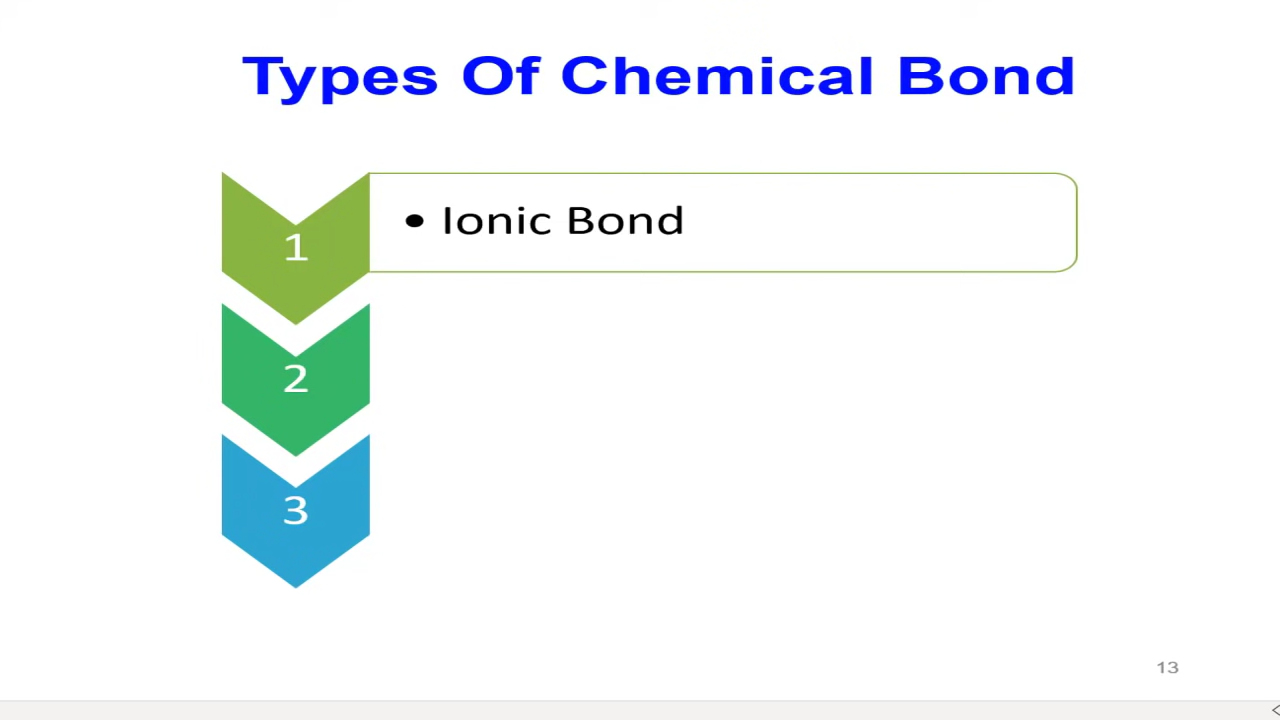 Types Of Chemical Bond
1
• Ionic Bond
2
3
13